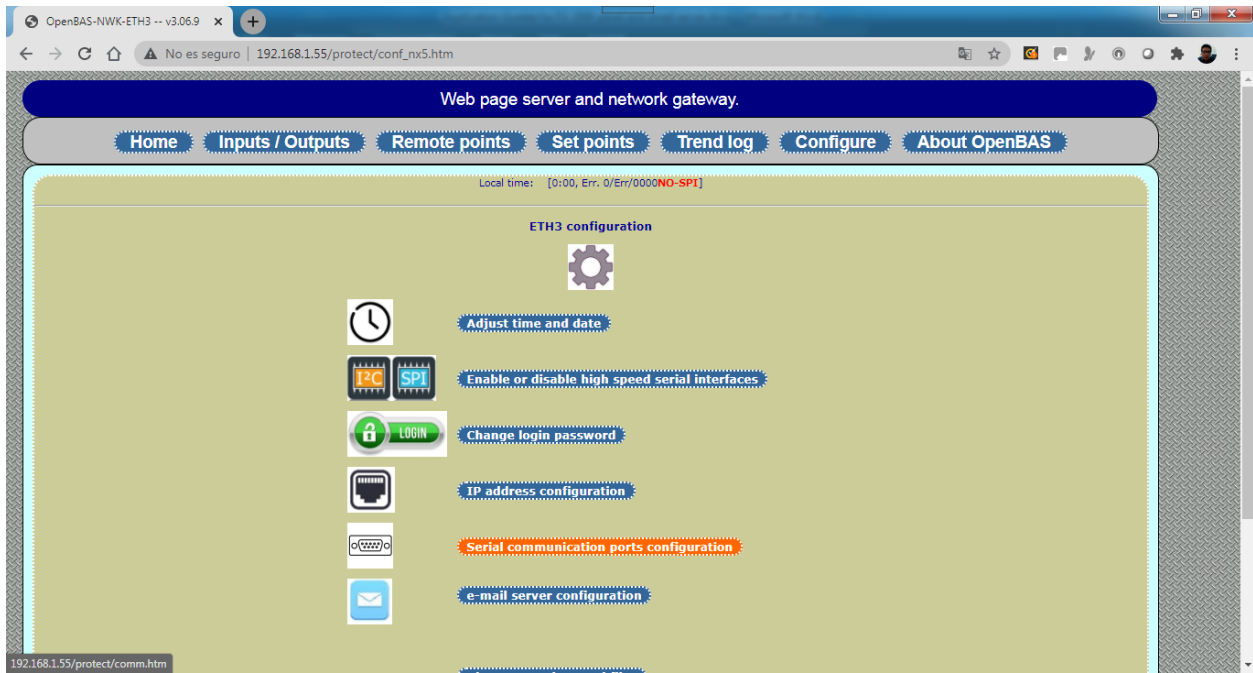 OpenBAS-NWK-ETH3 -- v3.06.9
No es seguro | 192.168.1.55/protect/conf_nx5.htm
Web page server and network gateway.
Home Inputs / Outputs Remote points Set points Trend log Configure About OpenBAS
Local time: [0:00, Err. 0/Err/0000NO-SPI]
ETH3 configuration
Adjust time and date
I²C SPI Enable or disable high speed serial interfaces
LOGIN Change login password
IP address configuration
Serial communication ports configuration
e-mail server configuration
192.168.1.55/protect/comm.htm